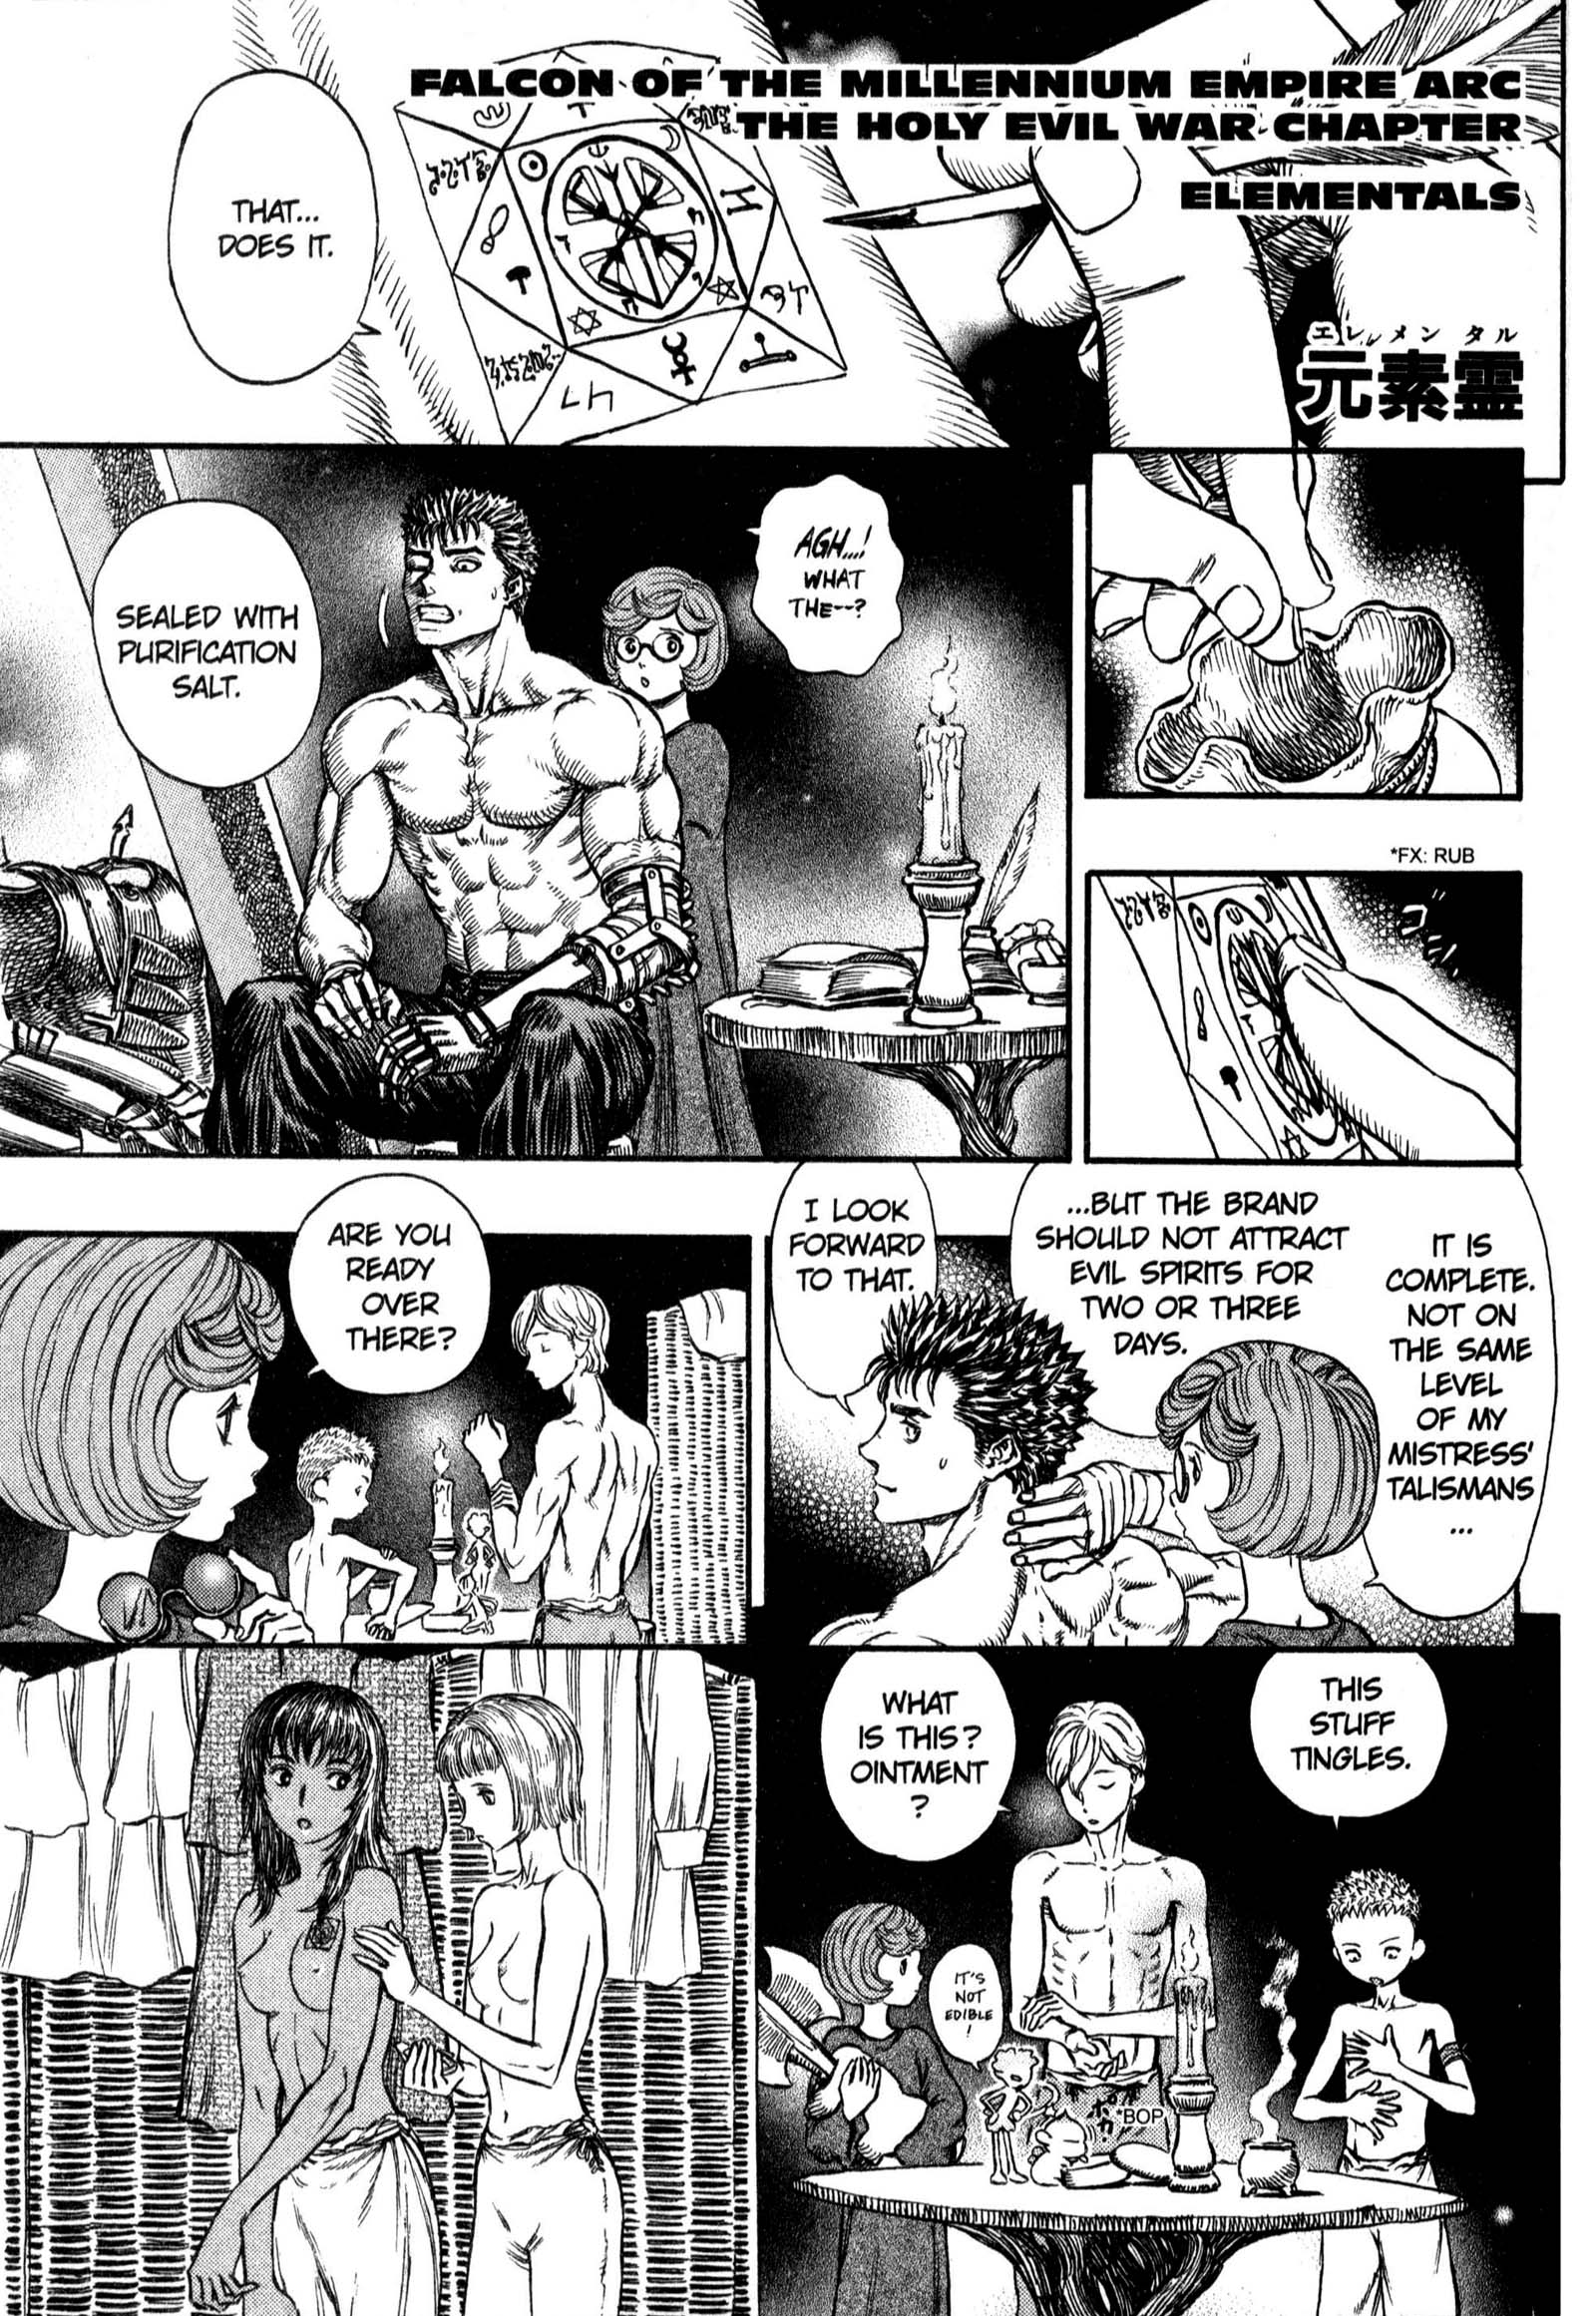 FALCON OF THE MILLENNIUM EMPIRE ARC
THE HOLY EVIL WAR CHAPTER
ELEMENTALS
エレメンタル
元素霊
THAT...
DOES IT.
AGH...!
WHAT
THE--?
SEALED WITH
PURIFICATION
SALT.
*FX: RUB
IT IS
COMPLETE.
NOT ON
THE SAME
LEVEL
OF MY
MISTRESS'
TALISMANS
...
...BUT THE BRAND
SHOULD NOT ATTRACT
EVIL SPIRITS FOR
TWO OR THREE
DAYS.
I LOOK
FORWARD
TO THAT.
ARE YOU
READY
OVER
THERE?
THIS
STUFF
TINGLES.
WHAT
IS THIS?
OINTMENT
?
IT'S
NOT
EDIBLE
!
*BOP